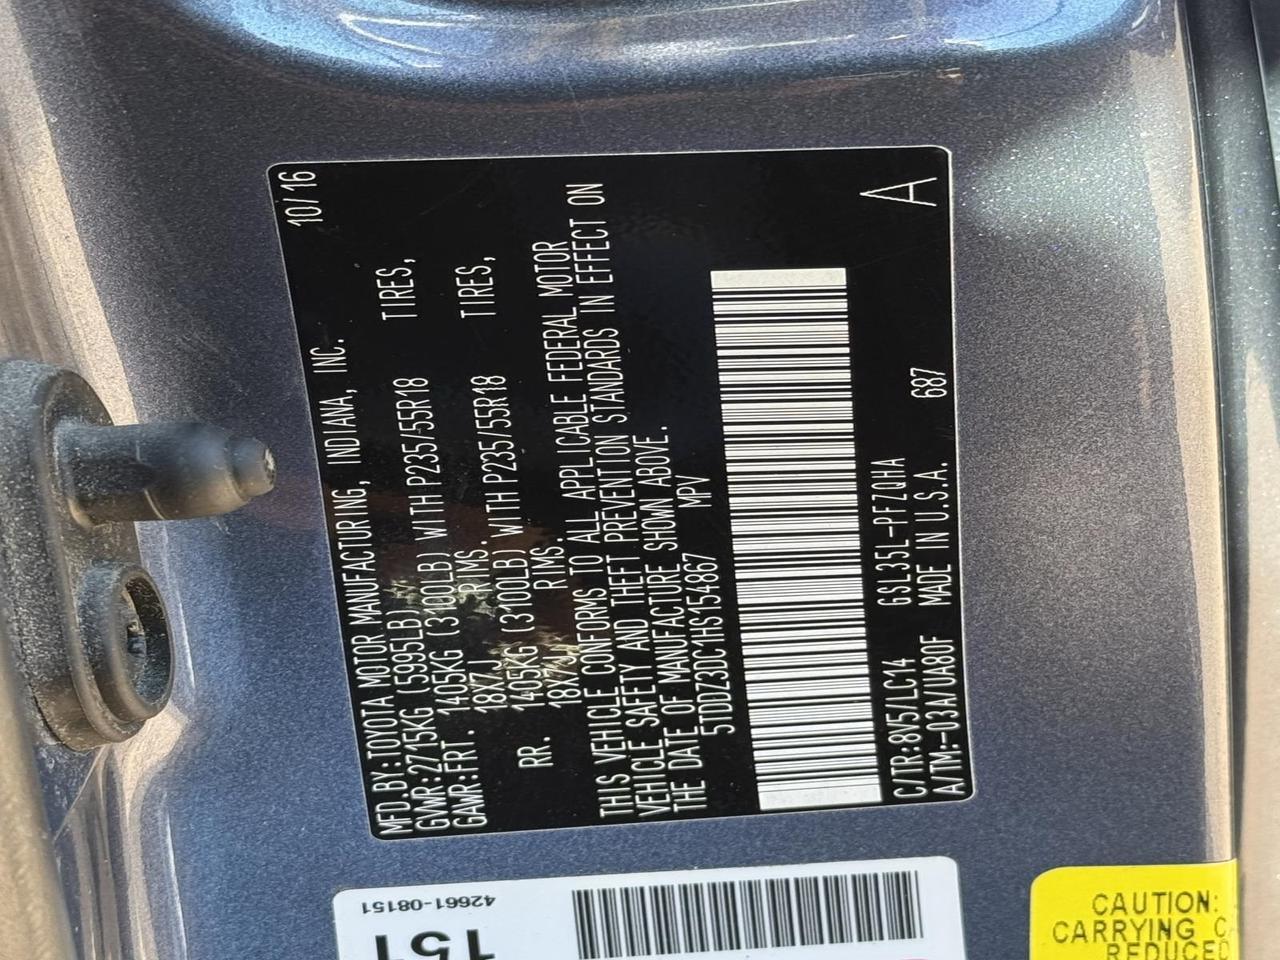 MFD.BY:TOYOTA MOTOR MANUFACTURING, INDIANA, INC. 10/16
GVWR:2715KG (5995LB)
GAWR:FRT. 1405KG (3100LB) WITH P235/55R18 TIRES,
18X7J RIMS.
RR. 1405KG (3100LB) WITH P235/55R18 TIRES,
18X7J RIMS.
THIS VEHICLE CONFORMS TO ALL APPLICABLE FEDERAL MOTOR
VEHICLE SAFETY AND THEFT PREVENTION STANDARDS IN EFFECT ON
THE DATE OF MANUFACTURE SHOWN ABOVE.
5TDDZ3DC1HS154867 MPV
C/TR:8V5/LC14 GSL35L-PFZQHA
A/TM:-03A/UA80F MADE IN U.S.A. 687
A
42661-08151
151
CAUTION:
CARRYING C
REDUCED